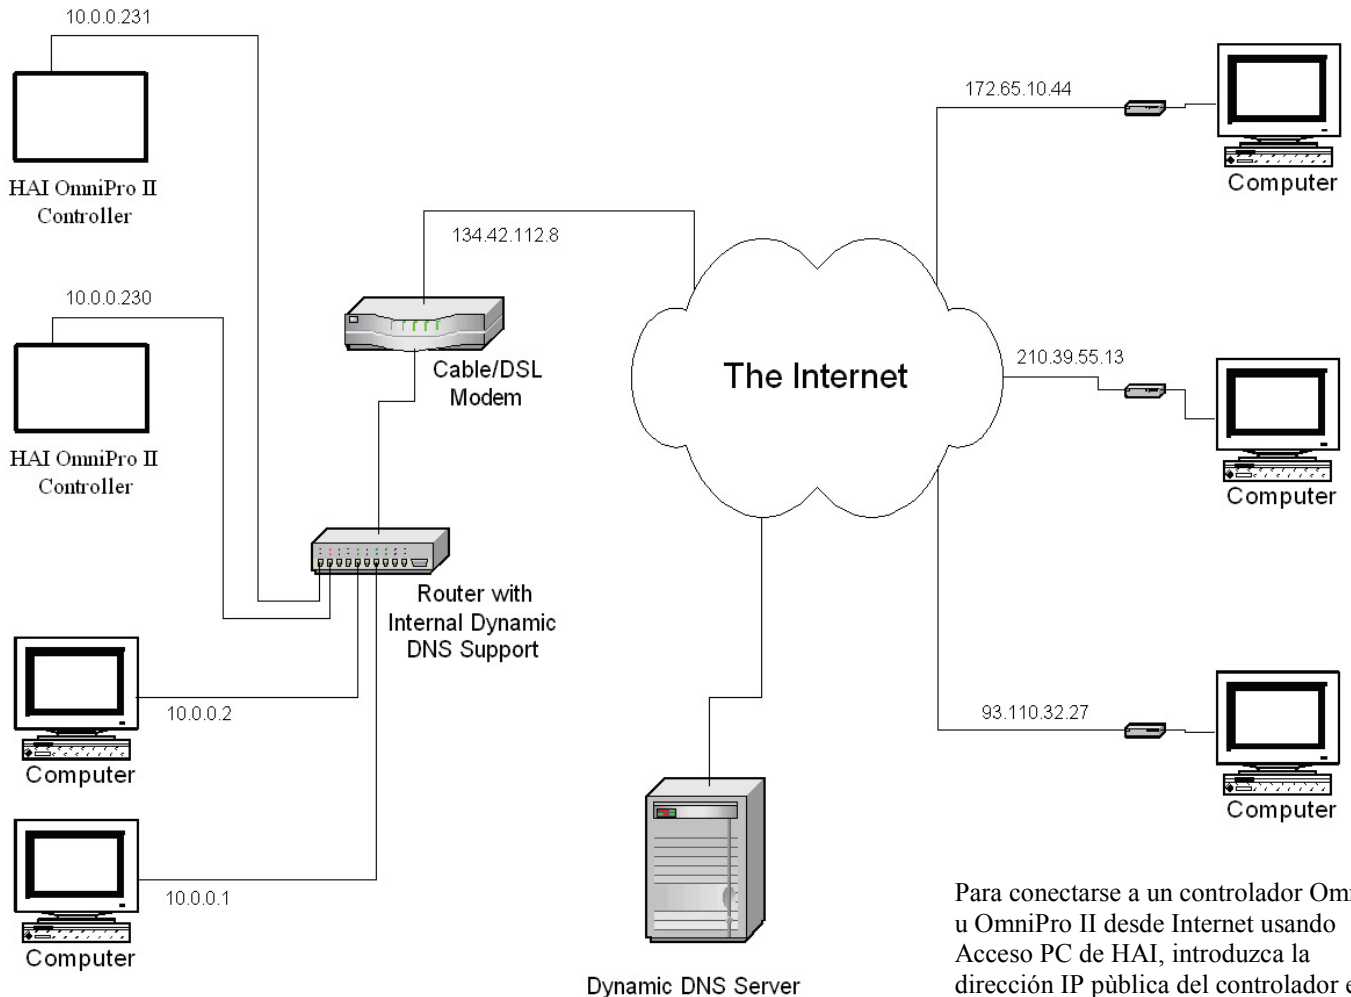 10.0.0.231
HAI OmniPro II
Controller
10.0.0.230
HAI OmniPro II
Controller
134.42.112.8
Cable/DSL
Modem
Router with
Internal Dynamic
DNS Support
10.0.0.2
Computer
10.0.0.1
Computer
The Internet
Dynamic DNS Server
172.65.10.44
Computer
210.39.55.13
Computer
93.110.32.27
Computer
Para conectarse a un controlador
u OmniPro II desde Internet usando
Acceso PC de HAI, introduzca la
dirección IP pùblica del controlador